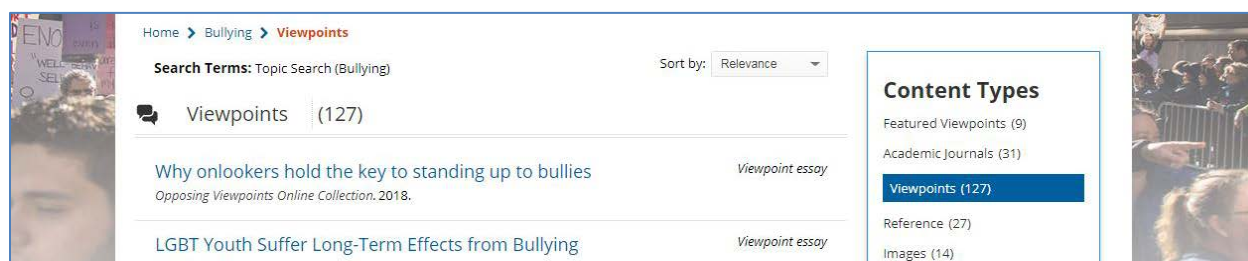 Home > Bullying > Viewpoints
Search Terms: Topic Search (Bullying)
Sort by: Relevance
Viewpoints (127)
Why onlookers hold the key to standing up to bullies
Viewpoint essay
Opposing Viewpoints Online Collection. 2018.
LGBT Youth Suffer Long-Term Effects from Bullying
Viewpoint essay
Content Types
Featured Viewpoints (9)
Academic Journals (31)
Viewpoints (127)
Reference (27)
Images (14)